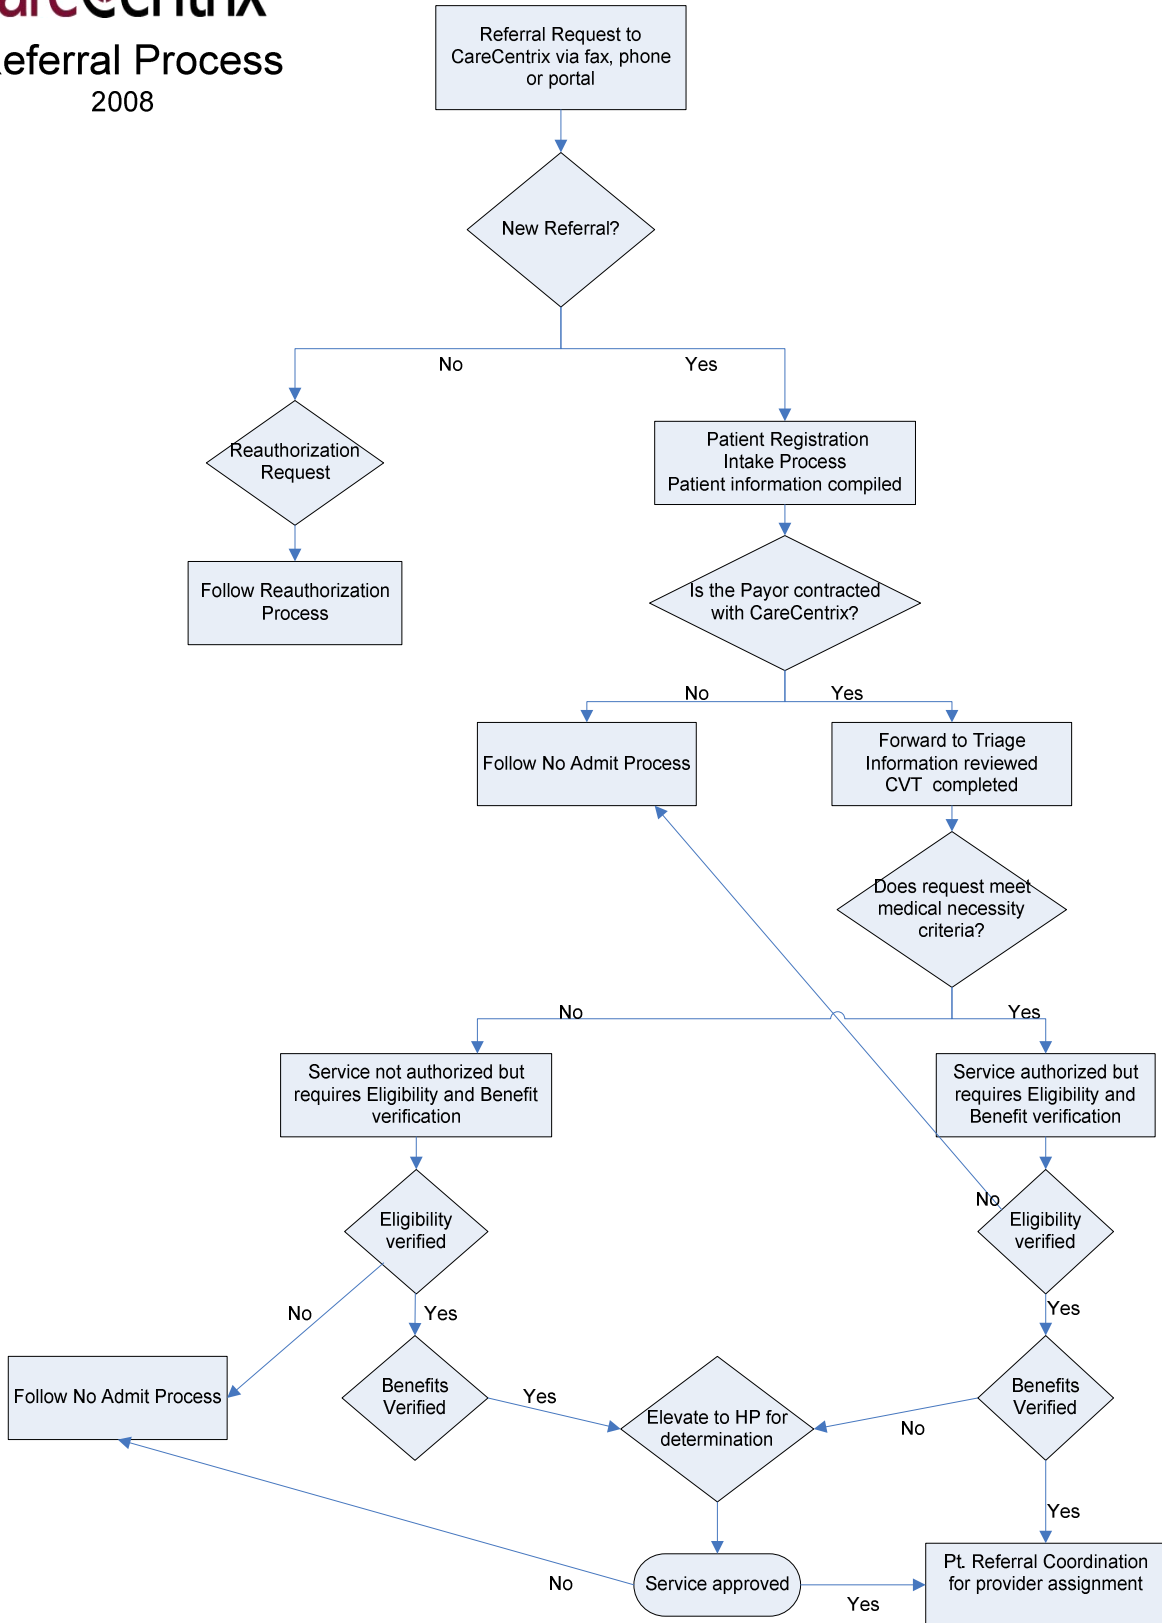 Referral Process
2008
Referral Request to
CareCentrix via fax, phone
or portal
New Referral?
No
Yes
Reauthorization
Request
Patient Registration
Intake Process
Patient information compiled
Follow Reauthorization
Process
Is the Payor contracted
with CareCentrix?
No
Yes
Follow No Admit Process
Forward to Triage
Information reviewed
CVT completed
Does request meet
medical necessity
criteria?
No
Yes
Service not authorized but
requires Eligibility and Benefit
verification
Service authorized but
requires Eligibility and
Benefit verification
No
Eligibility
verified
Eligibility
verified
No
Yes
Yes
Follow No Admit Process
Benefits
Verified
Yes
Elevate to HP for
determination
No
Benefits
Verified
Yes
No
Service approved
Yes
Pt. Referral Coordination
for provider assignment